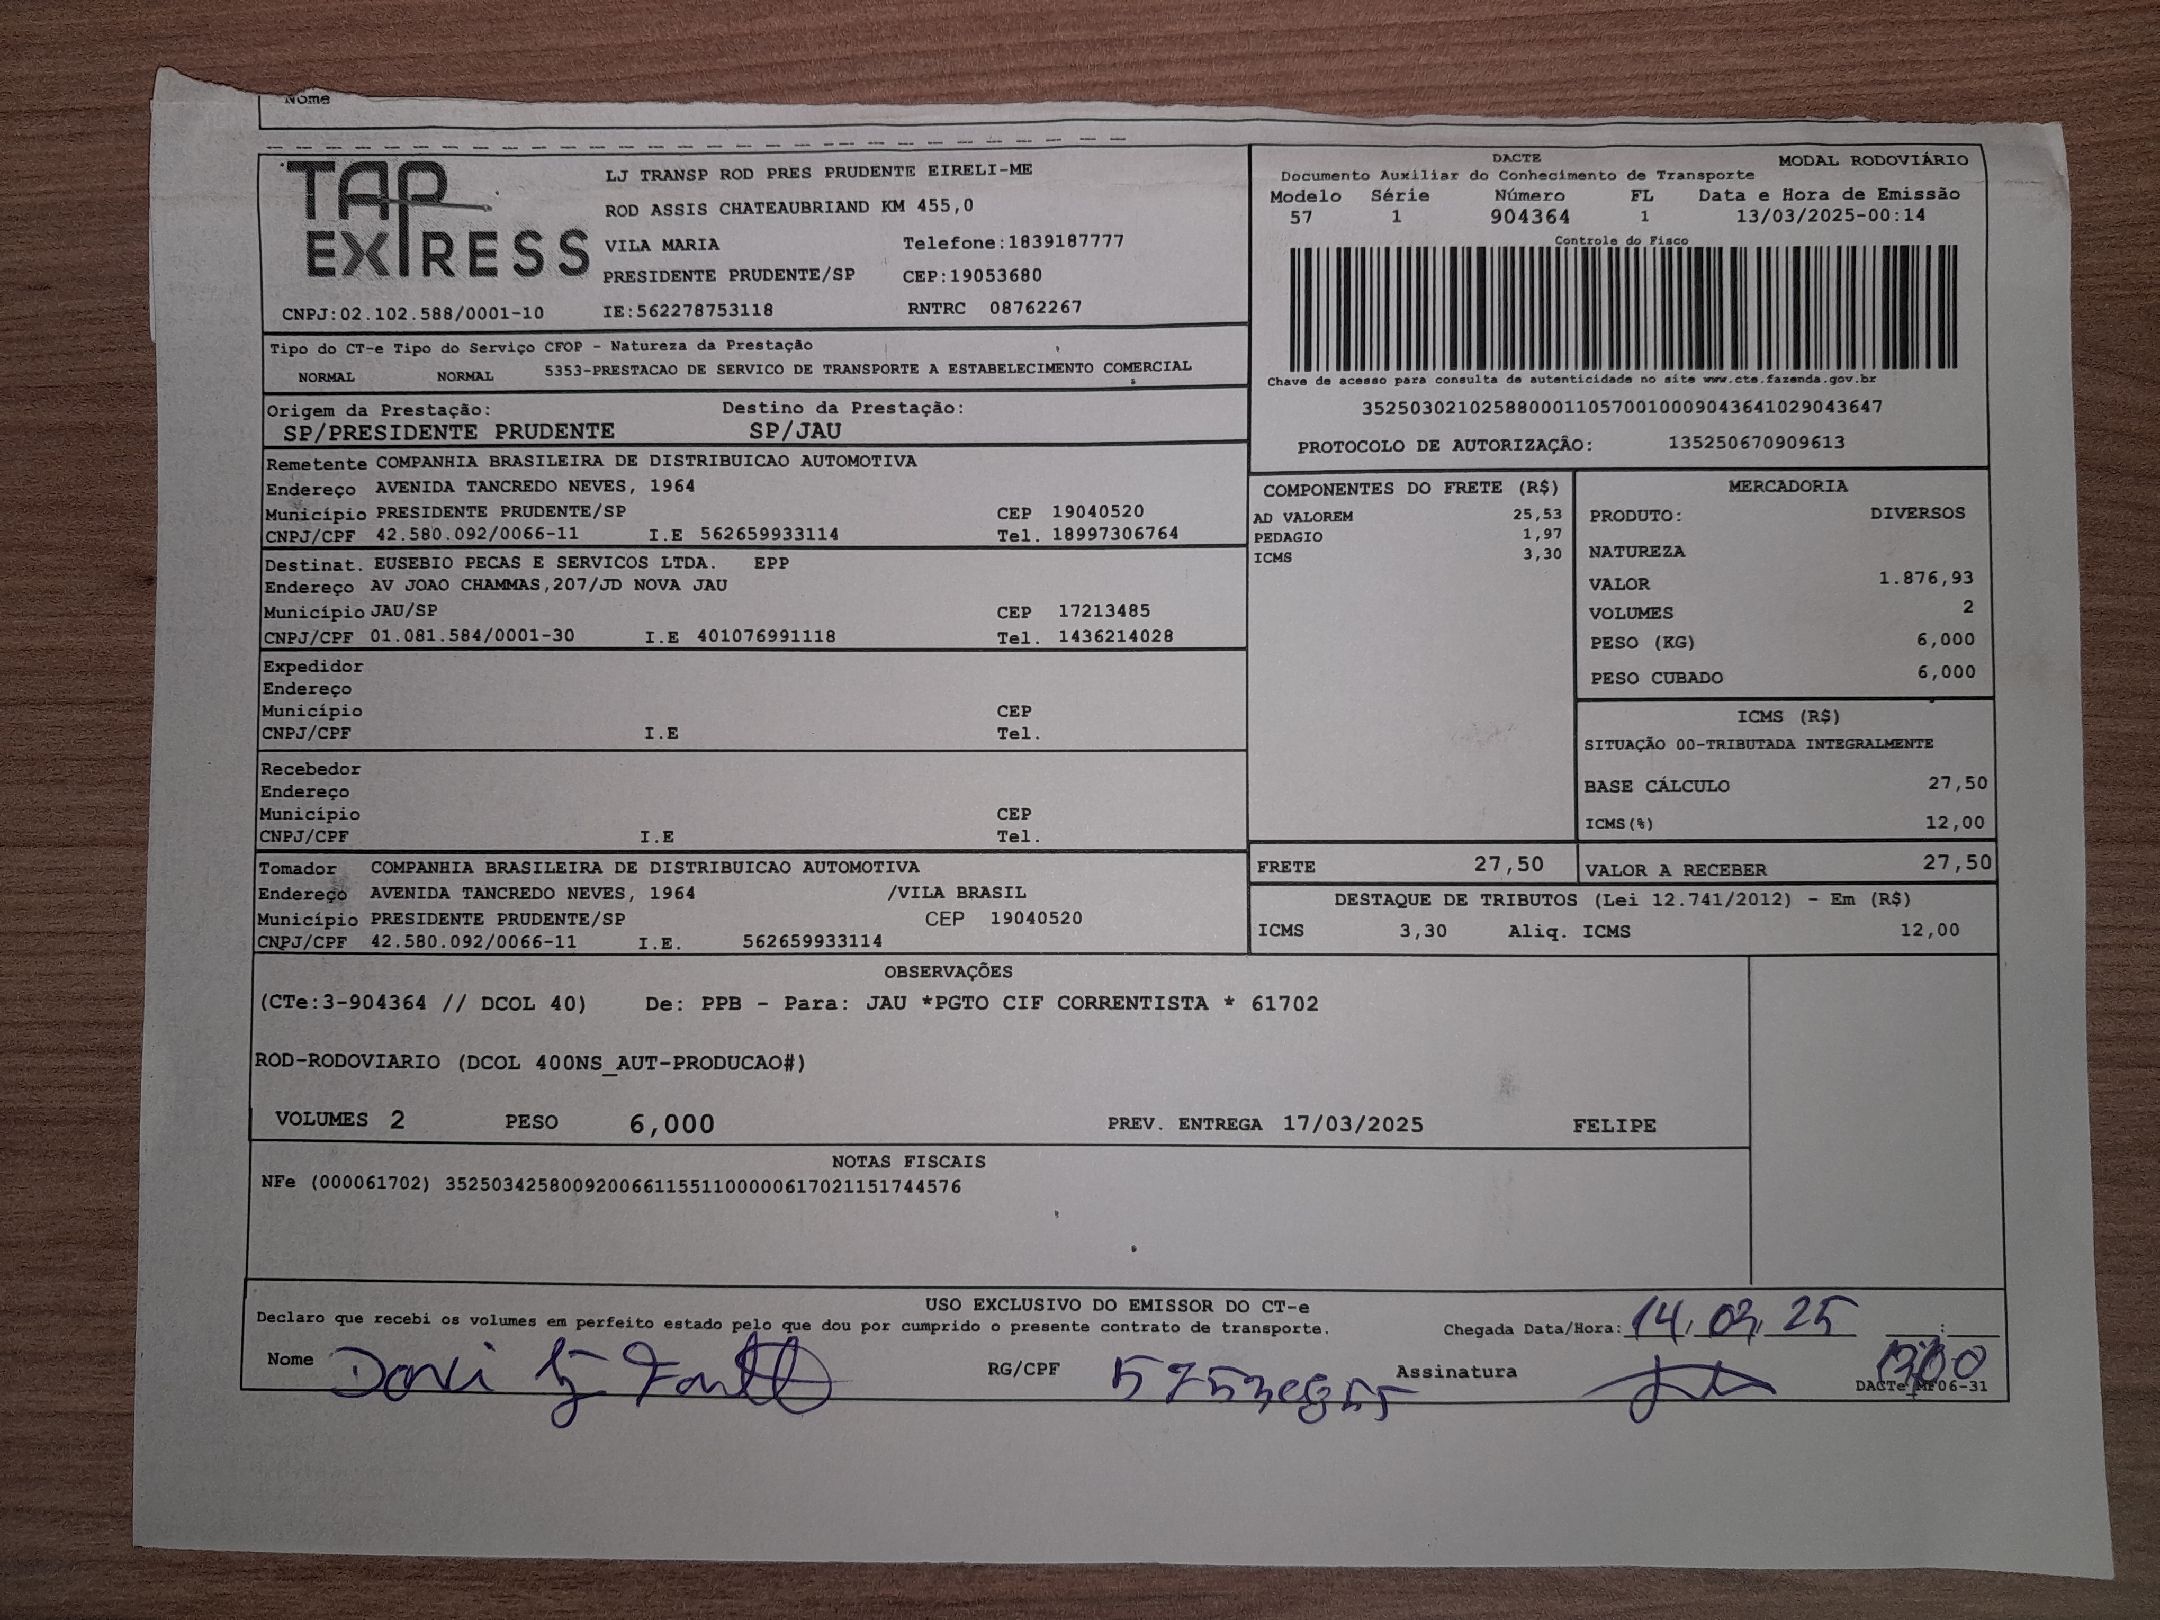 Nome
TAP EXPRESS
LJ TRANSP ROD PRES PRUDENTE EIRELI-ME
ROD ASSIS CHATEAUBRIAND KM 455,0
VILA MARIA Telefone:1839187777
PRESIDENTE PRUDENTE/SP CEP:19053680
CNPJ:02.102.588/0001-10 IE:562278753118 RNTRC 08762267
DACTE MODAL RODOVIÁRIO
Documento Auxiliar do Conhecimento de Transporte
Modelo Série Número FL Data e Hora de Emissão
57 1 904364 1 13/03/2025-00:14
Controle do Fisco
Chave de acesso para consulta de autenticidade no site www.cte.fazenda.gov.br
35250302102588000110570010009043641029043647
PROTOCOLO DE AUTORIZAÇÃO: 135250670909613
Tipo do CT-e Tipo do Serviço CFOP - Natureza da Prestação
NORMAL NORMAL 5353-PRESTACAO DE SERVICO DE TRANSPORTE A ESTABELECIMENTO COMERCIAL
Origem da Prestação: Destino da Prestação:
SP/PRESIDENTE PRUDENTE SP/JAU
Remetente COMPANHIA BRASILEIRA DE DISTRIBUICAO AUTOMOTIVA
Endereço AVENIDA TANCREDO NEVES, 1964
Município PRESIDENTE PRUDENTE/SP CEP 19040520
CNPJ/CPF 42.580.092/0066-11 I.E 562659933114 Tel. 18997306764
Destinat. EUSEBIO PECAS E SERVICOS LTDA. EPP
Endereço AV JOAO CHAMMAS,207/JD NOVA JAU
Município JAU/SP CEP 17213485
CNPJ/CPF 01.081.584/0001-30 I.E 401076991118 Tel. 1436214028
Expedidor
Endereço
Município CEP
CNPJ/CPF I.E Tel.
Recebedor
Endereço
Município CEP
CNPJ/CPF I.E Tel.
Tomador COMPANHIA BRASILEIRA DE DISTRIBUICAO AUTOMOTIVA
Endereço AVENIDA TANCREDO NEVES, 1964 /VILA BRASIL
Município PRESIDENTE PRUDENTE/SP CEP 19040520
CNPJ/CPF 42.580.092/0066-11 I.E. 562659933114
COMPONENTES DO FRETE (R$)
AD VALOREM 25,53
PEDAGIO 1,97
ICMS 3,30
MERCADORIA
PRODUTO: DIVERSOS
NATUREZA
VALOR 1.876,93
VOLUMES 2
PESO (KG) 6,000
PESO CUBADO 6,000
ICMS (R$)
SITUAÇÃO 00-TRIBUTADA INTEGRALMENTE
BASE CÁLCULO 27,50
ICMS(%) 12,00
FRETE 27,50 VALOR A RECEBER 27,50
DESTAQUE DE TRIBUTOS (Lei 12.741/2012) - Em (R$)
ICMS 3,30 Aliq. ICMS 12,00
OBSERVAÇÕES
(CTe:3-904364 // DCOL 40) De: PPB - Para: JAU *PGTO CIF CORRENTISTA * 61702
ROD-RODOVIARIO (DCOL 400NS_AUT-PRODUCAO#)
VOLUMES 2 PESO 6,000 PREV. ENTREGA 17/03/2025 FELIPE
NOTAS FISCAIS
NFe (000061702) 35250342580092006611551100000617021151744576
USO EXCLUSIVO DO EMISSOR DO CT-e
Declaro que recebi os volumes em perfeito estado pelo que dou por cumprido o presente contrato de transporte. Chegada Data/Hora: 14.03.25 :
Nome Davi RG/CPF Assinatura
DACTe_MF06-31